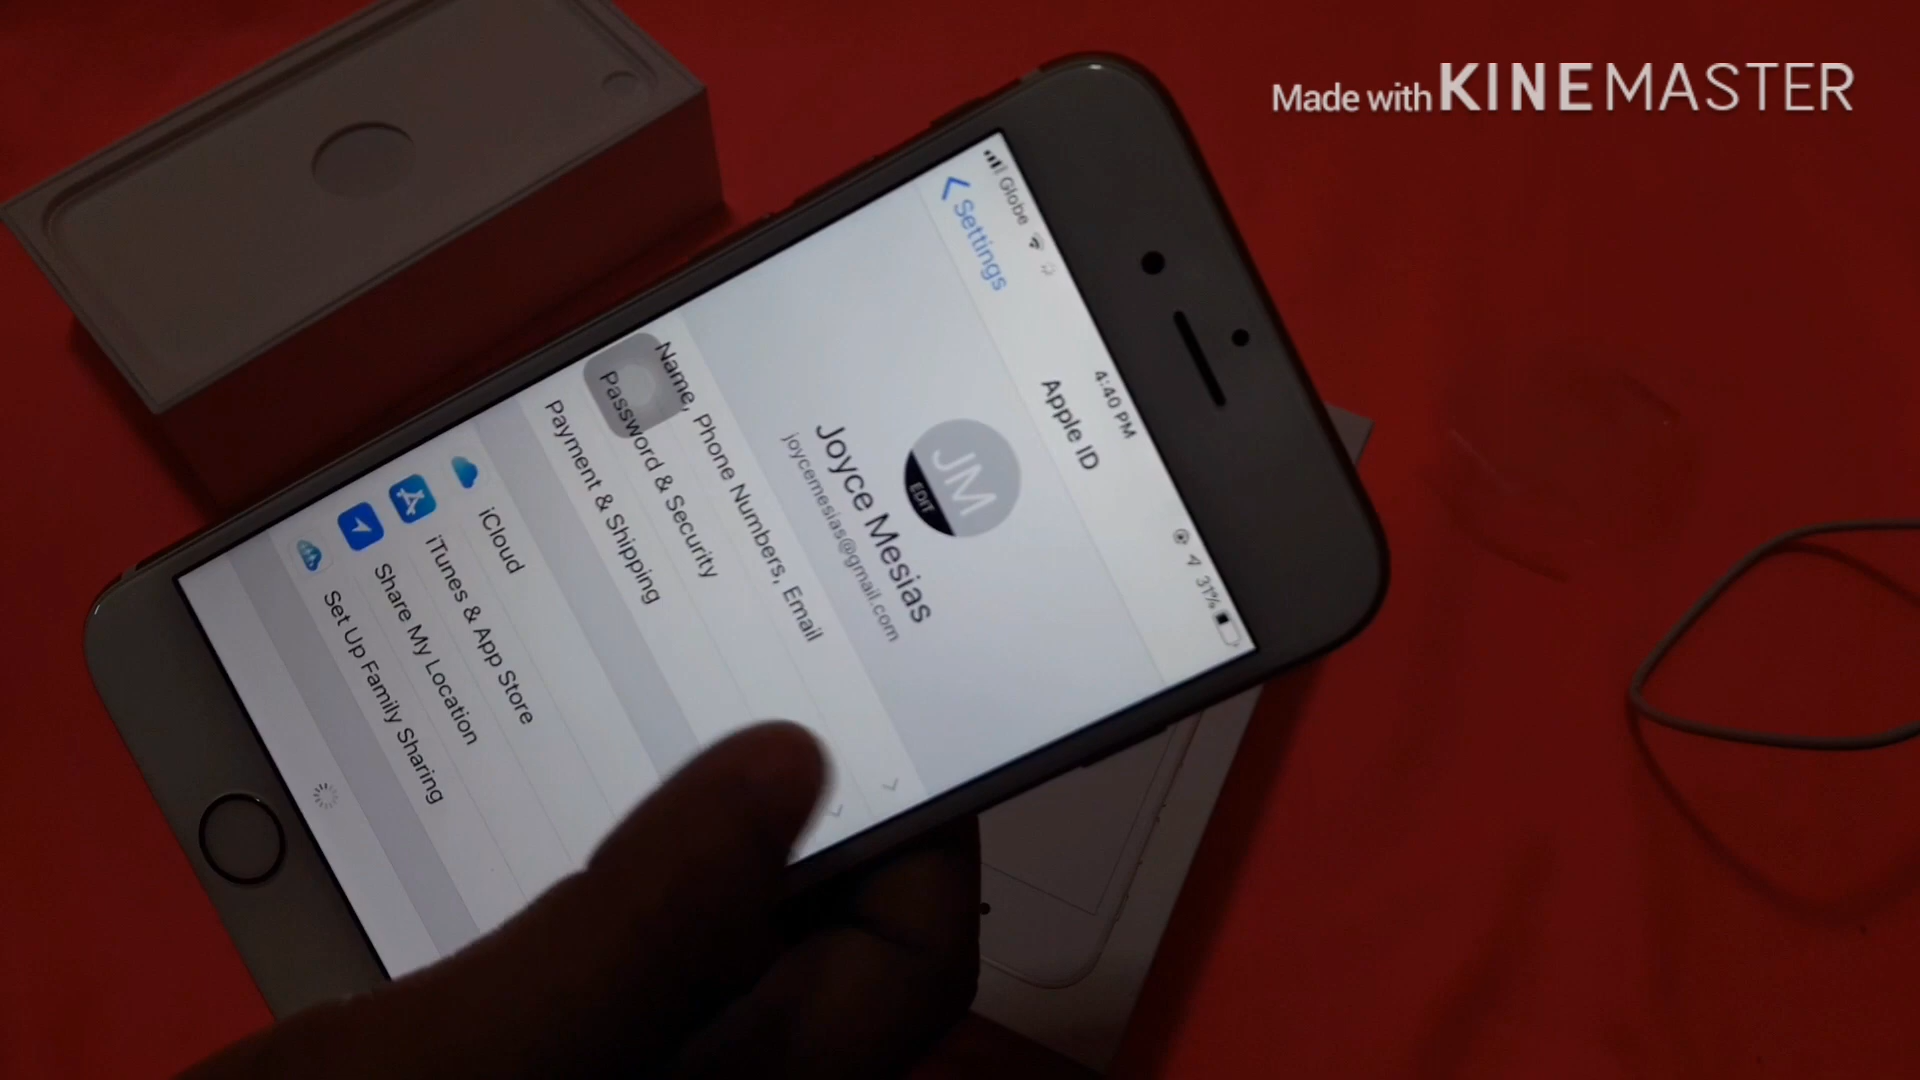 Made with KINEMASTER
Globe 4:40 PM 31%
Settings
Apple ID
JM
EDIT
Joyce Mesias
joycemesias@gmail.com
Name, Phone Numbers, Email
Password & Security
Payment & Shipping
iCloud
iTunes & App Store
Share My Location
Set Up Family Sharing